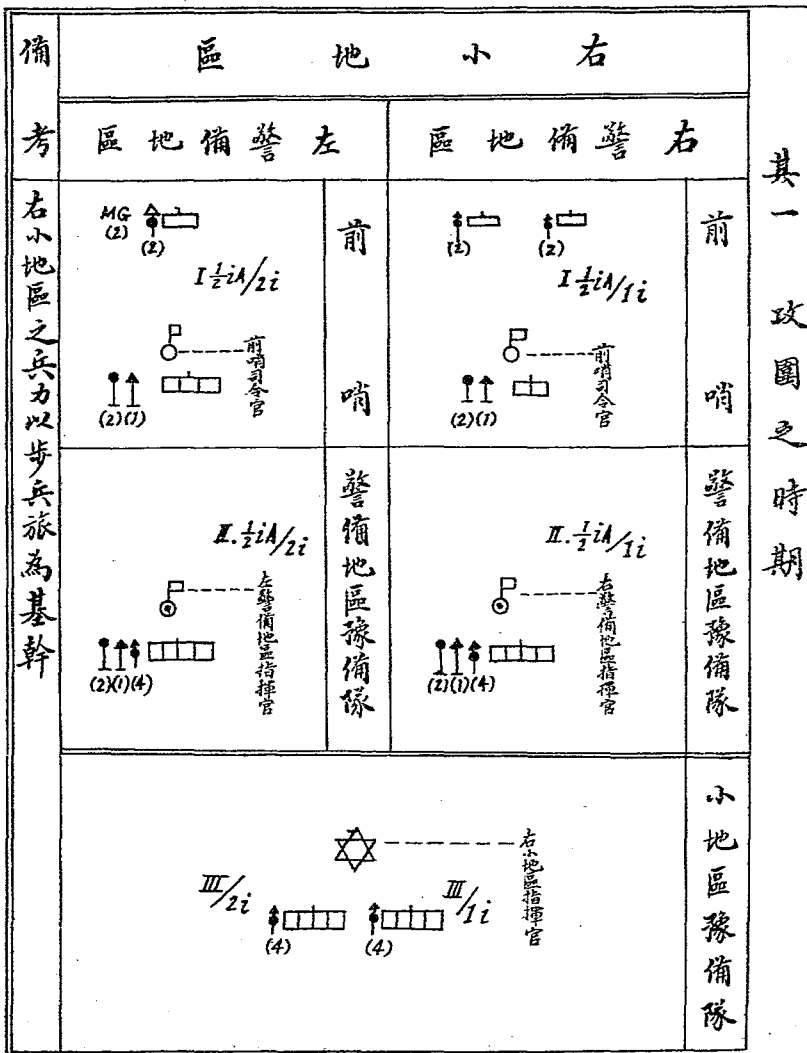 其一　攻圍之時期
右小地區
右警備地區
前哨
(2)
(2)
I ½iA/1i
前哨司令官
(2)(1)
警備地區豫備隊
II. ½iA/1i
右警備地區指揮官
(2)(1)(4)
左警備地區
前哨
MG
(2)
(2)
I ½iA/2i
前哨司令官
(2)(1)
警備地區豫備隊
II. ½iA/2i
左警備地區指揮官
(2)(1)(4)
小地區豫備隊
右小地區指揮官
III/1i
(4)
III/2i
(4)
備考
右小地區之兵力以步兵旅為基幹